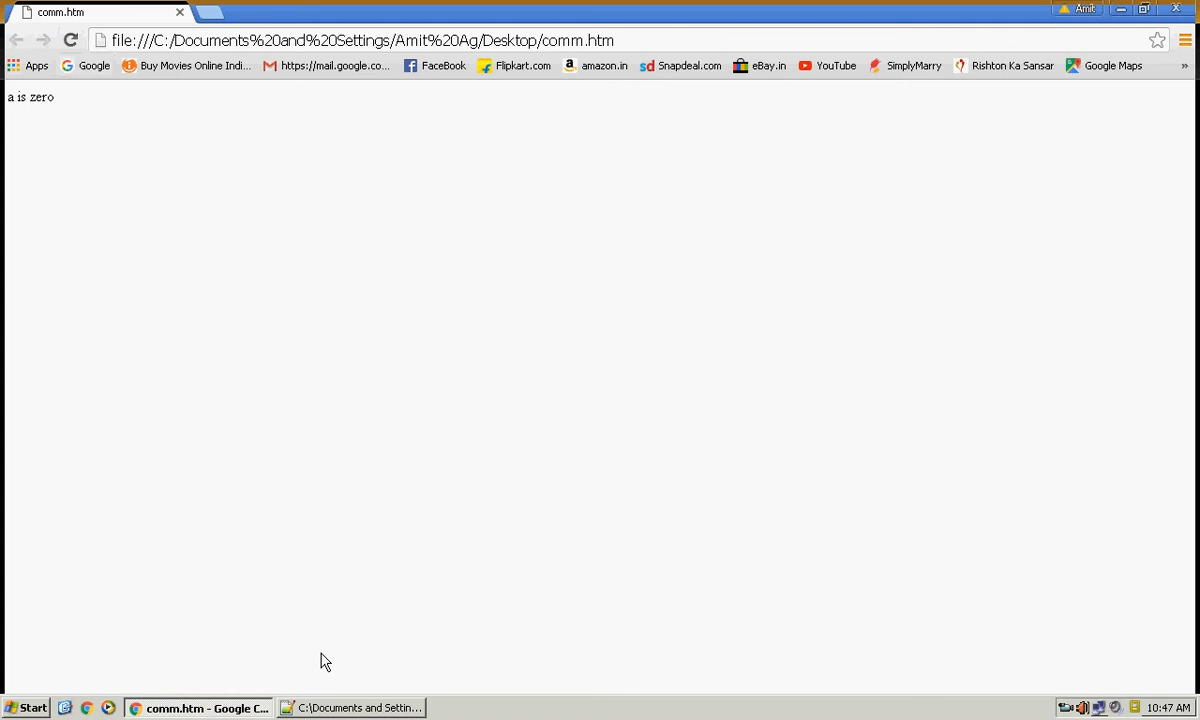 comm.htm
Amit
file:///C:/Documents%20and%20Settings/Amit%20Ag/Desktop/comm.htm
Apps Google Buy Movies Online Indi... https://mail.google.co... FaceBook Flipkart.com amazon.in Snapdeal.com eBay.in YouTube SimplyMarry Rishton Ka Sansar Google Maps »
a is zero
Start comm.htm - Google C... C:\Documents and Settin... 10:47 AM